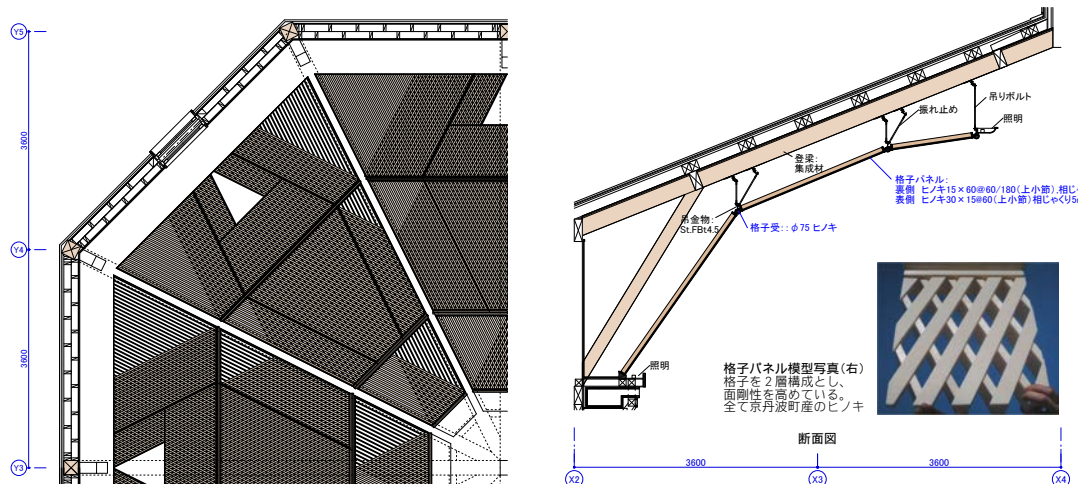 Y5
3600
Y4
3600
Y3
吊りボルト
照明
振れ止め
登梁:
集成材
格子パネル:
裏側 ヒノキ15×60@60/180(上小節),相じゃ
表側 ヒノキ30×15@60(上小節)相じゃくり5
吊金物:
St.FBt4.5
格子受: : φ75 ヒノキ
照明
格子パネル模型写真(右)
格子を2層構成とし、
面剛性を高めている。
全て京丹波町産のヒノキ
断面図
3600
3600
X2
X3
X4